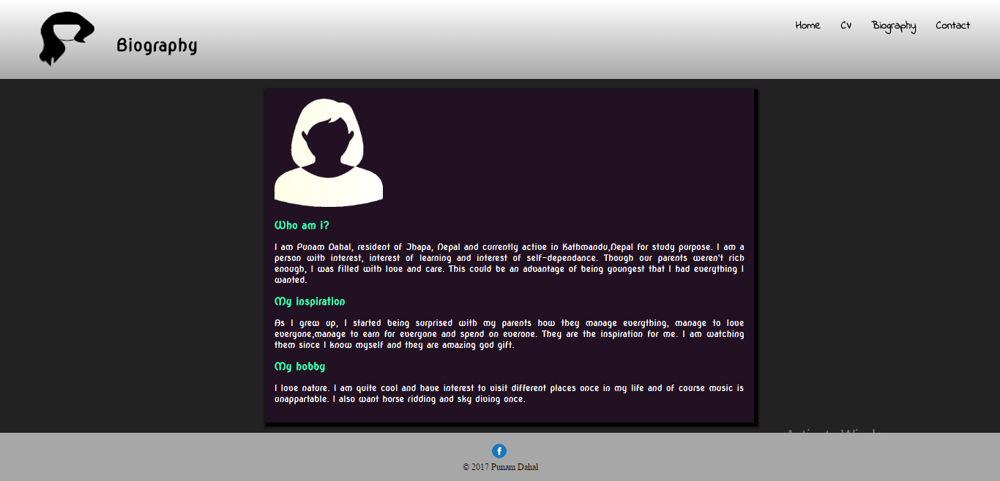 Biography
Home Cv Biography Contact
Who am i?
I am Punam Dahal, resident of Jhapa, Nepal and currently active in Kathmandu,Nepal for study purpose. I am a
person with interest, interest of learning and interest of self-dependance. Though our parents weren't rich
enough, I was filled with love and care. This could be an advantage of being youngest that I had everything I
wanted.
My inspiration
As I grew up, I started being surprised with my parents how they manage everything, manage to love
everyone,manage to earn for everyone and spend on everone. They are the inspiration for me. I am watching
them since I know myself and they are amazing god gift.
My hobby
I love nature. I am quite cool and have interest to visit different places once in my life and of course music is
unappartable. I also want horse ridding and sky diving once.
f
© 2017 Punam Dahal